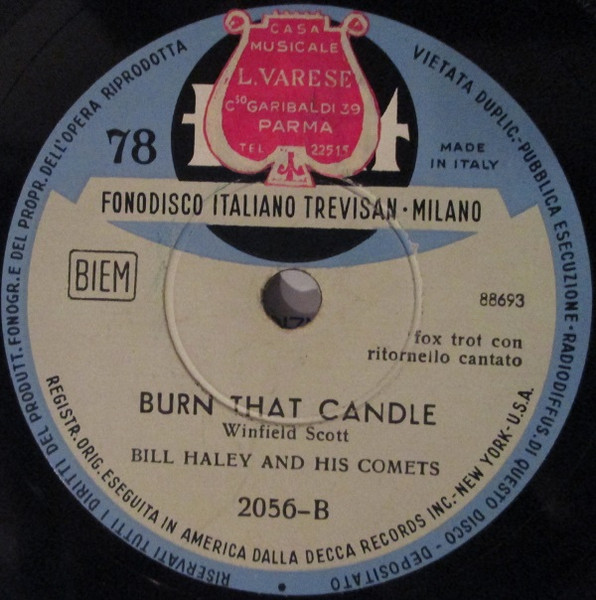 CASA
MUSICALE
L. VARESE
Cso GARIBALDI 39
PARMA
TEL 22515
78
MADE
IN ITALY
FONODISCO ITALIANO TREVISAN · MILANO
BIEM
88693
fox trot con
ritornello cantato
BURN THAT CANDLE
Winfield Scott
BILL HALEY AND HIS COMETS
2056-B
REGISTR. ORIG. ESEGUITA IN AMERICA DALLA DECCA RECORDS INC. - NEW YORK - U.S.A.
RISERVATI TUTTI I DIRITTI DEL PRODUTT. FONOGR. E DEL PROPR. DELL'OPERA RIPRODOTTA
VIETATA DUPLIC. - PUBBLICA ESECUZIONE - RADIODIFFUS. DI QUESTO DISCO - DEPOSITATO